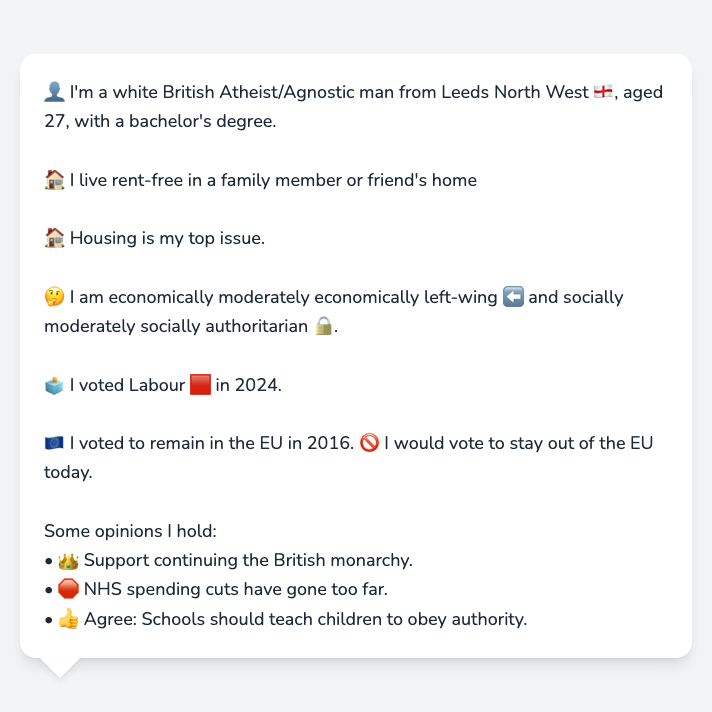 👤 I'm a white British Atheist/Agnostic man from Leeds North West 🏴󠁧󠁢󠁥󠁮󠁧󠁿, aged
27, with a bachelor's degree.
🏠 I live rent-free in a family member or friend's home
🏠 Housing is my top issue.
🤔 I am economically moderately economically left-wing ⬅️ and socially
moderately socially authoritarian 🔒.
🗳️ I voted Labour 🟥 in 2024.
🇪🇺 I voted to remain in the EU in 2016. 🚫 I would vote to stay out of the EU
today.
Some opinions I hold:
• 👑 Support continuing the British monarchy.
• 🛑 NHS spending cuts have gone too far.
• 👍 Agree: Schools should teach children to obey authority.